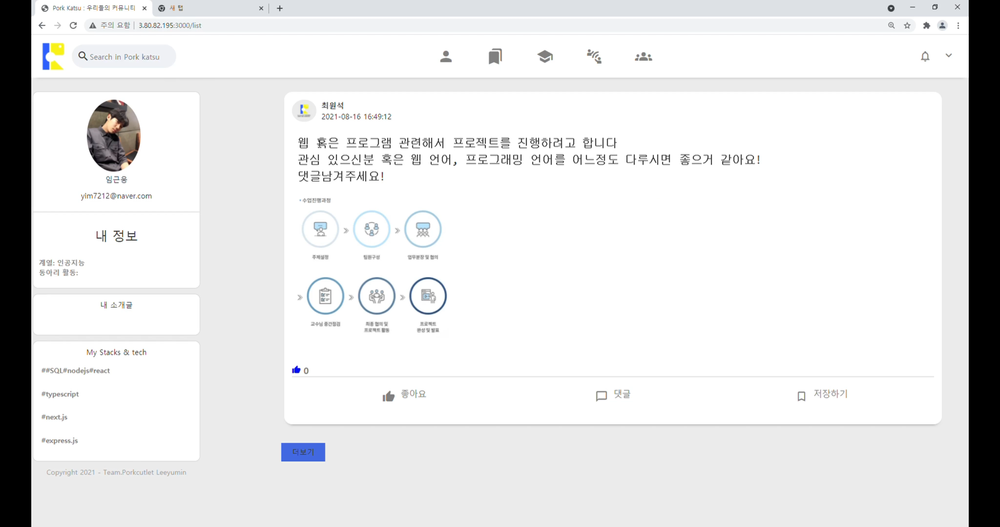 Pork Katsu : 우리들의 커뮤니티
새 탭
주의 요함 | 3.80.82.195:3000/list
Search in Pork katsu
임근웅
yim7212@naver.com
내 정보
계열: 인공지능
동아리 활동:
내 소개글
My Stacks & tech
##SQL#nodejs#react
#typescript
#next.js
#express.js
Copyright 2021 - Team.Porkcutlet Leeyumin
최원석
2021-08-16 16:49:12
웹 혹은 프로그램 관련해서 프로젝트를 진행하려고 합니다
관심 있으신분 혹은 웹 언어, 프로그래밍 언어를 어느정도 다루시면 좋으거 같아요!
댓글남겨주세요!
• 수업진행과정
주제설정
팀원구성
업무분장 및 협의
교수님 중간점검
최종 협의 및
프로젝트 활동
프로젝트
완성 및 발표
0
좋아요
댓글
저장하기
더보기